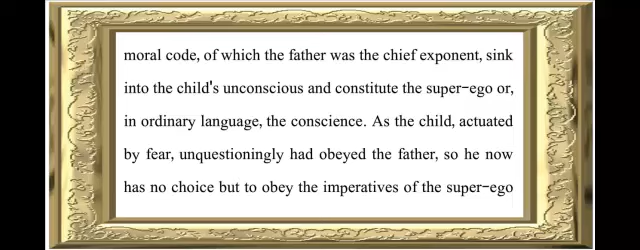 moral code, of which the father was the chief exponent, sink
into the child's unconscious and constitute the super-ego or,
in ordinary language, the conscience. As the child, actuated
by fear, unquestioningly had obeyed the father, so he now
has no choice but to obey the imperatives of the super-ego